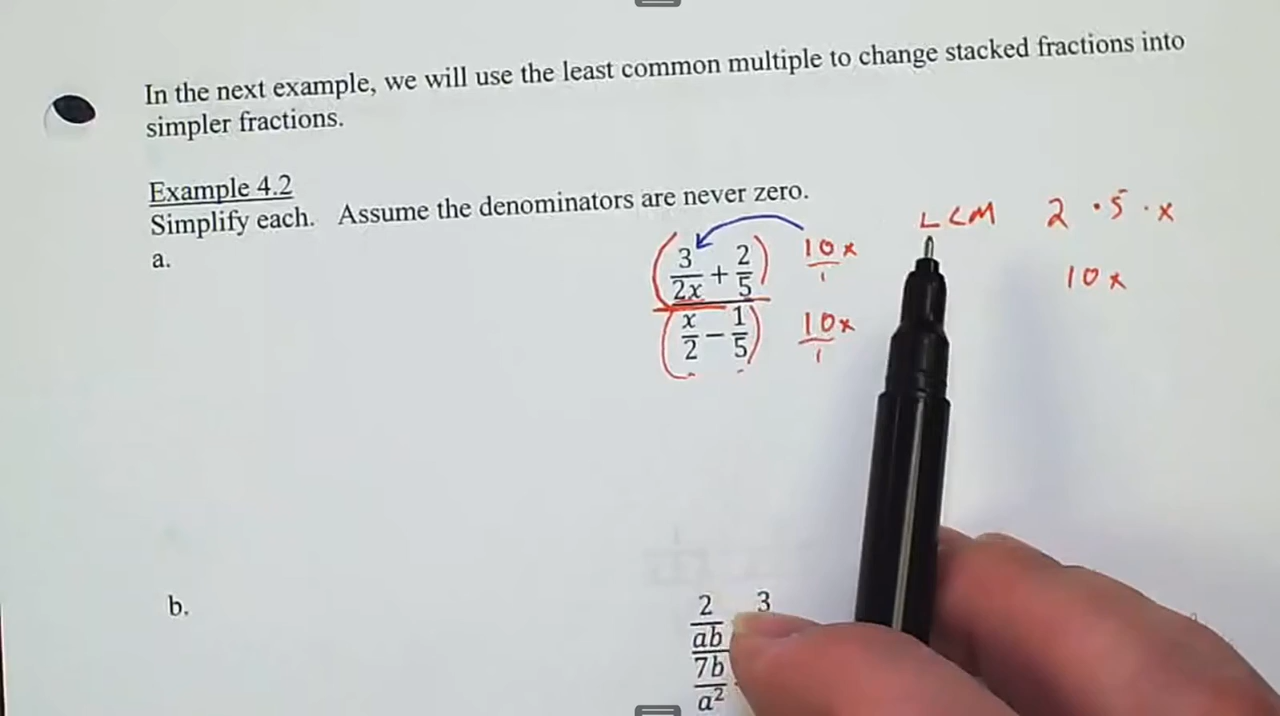 In the next example, we will use the least common multiple to change stacked fractions into
simpler fractions.
Example 4.2
Simplify each. Assume the denominators are never zero.
a.
(3/2x + 2/5) 10x/1
(x/2 − 1/5) 10x/1
LCM 2 · 5 · x
10x
b.
2 3
ab
7b
a²